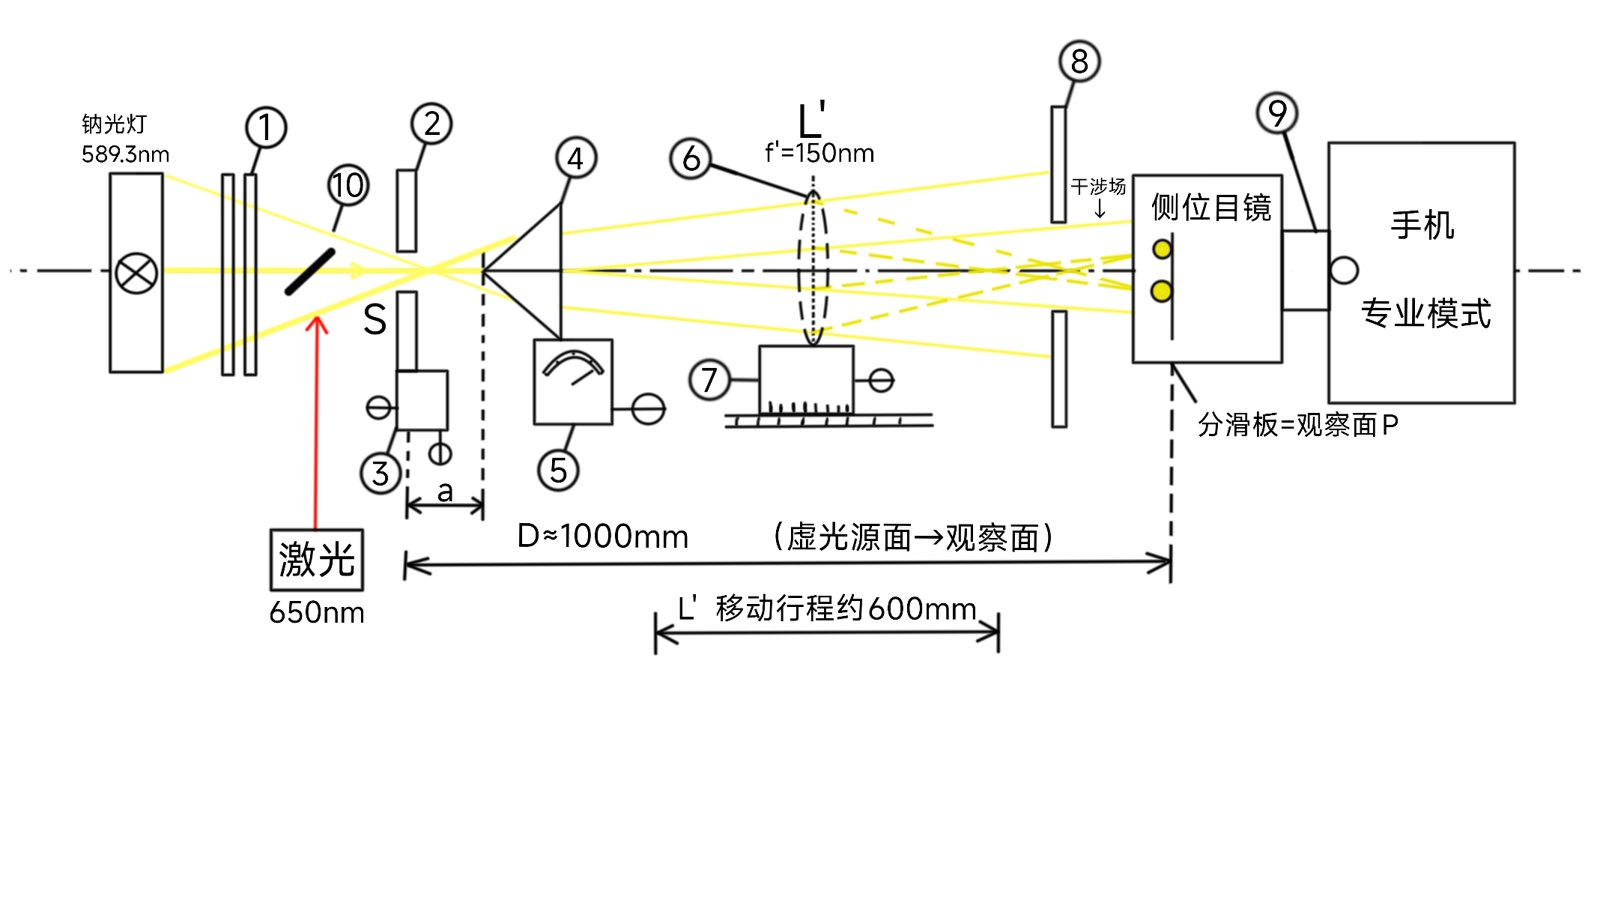 8
钠光灯
589.3nm
1
2
L'
f'=150nm
9
4
6
10
干涉场
↓
侧位目镜
手机
专业模式
S
7
3
5
分滑板=观察面P
a
D≈1000mm (虚光源面→观察面)
激光
650nm
L' 移动行程约600mm